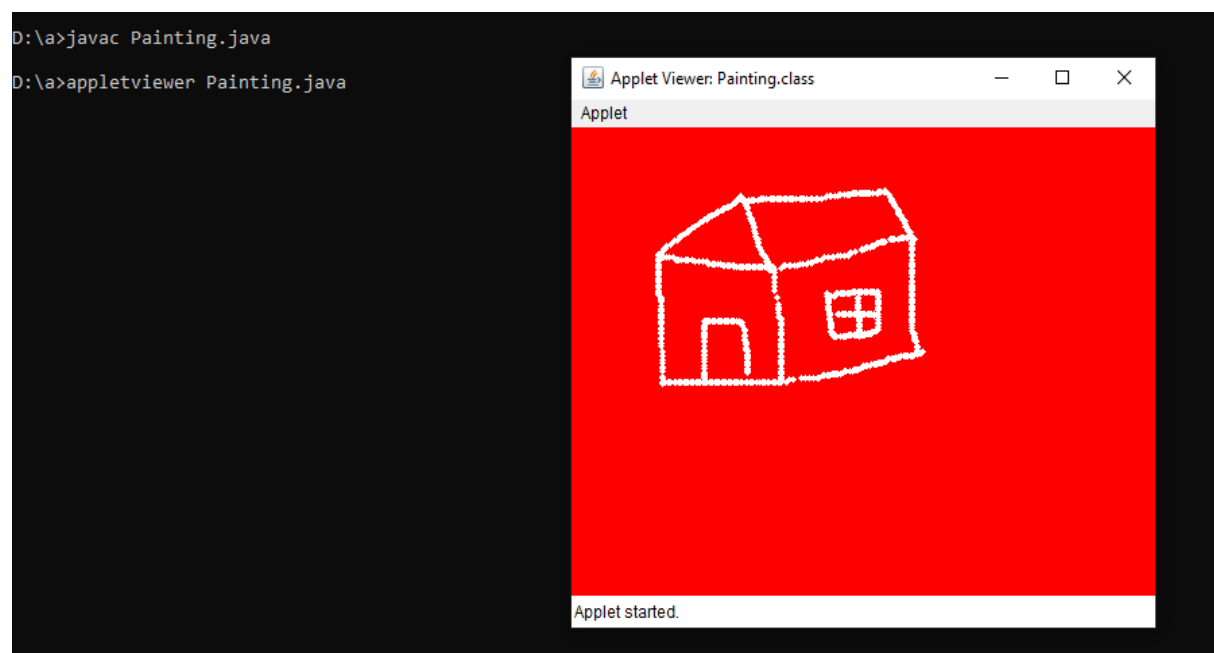 D:\a>javac Painting.java
D:\a>appletviewer Painting.java
Applet Viewer: Painting.class
Applet
Applet started.